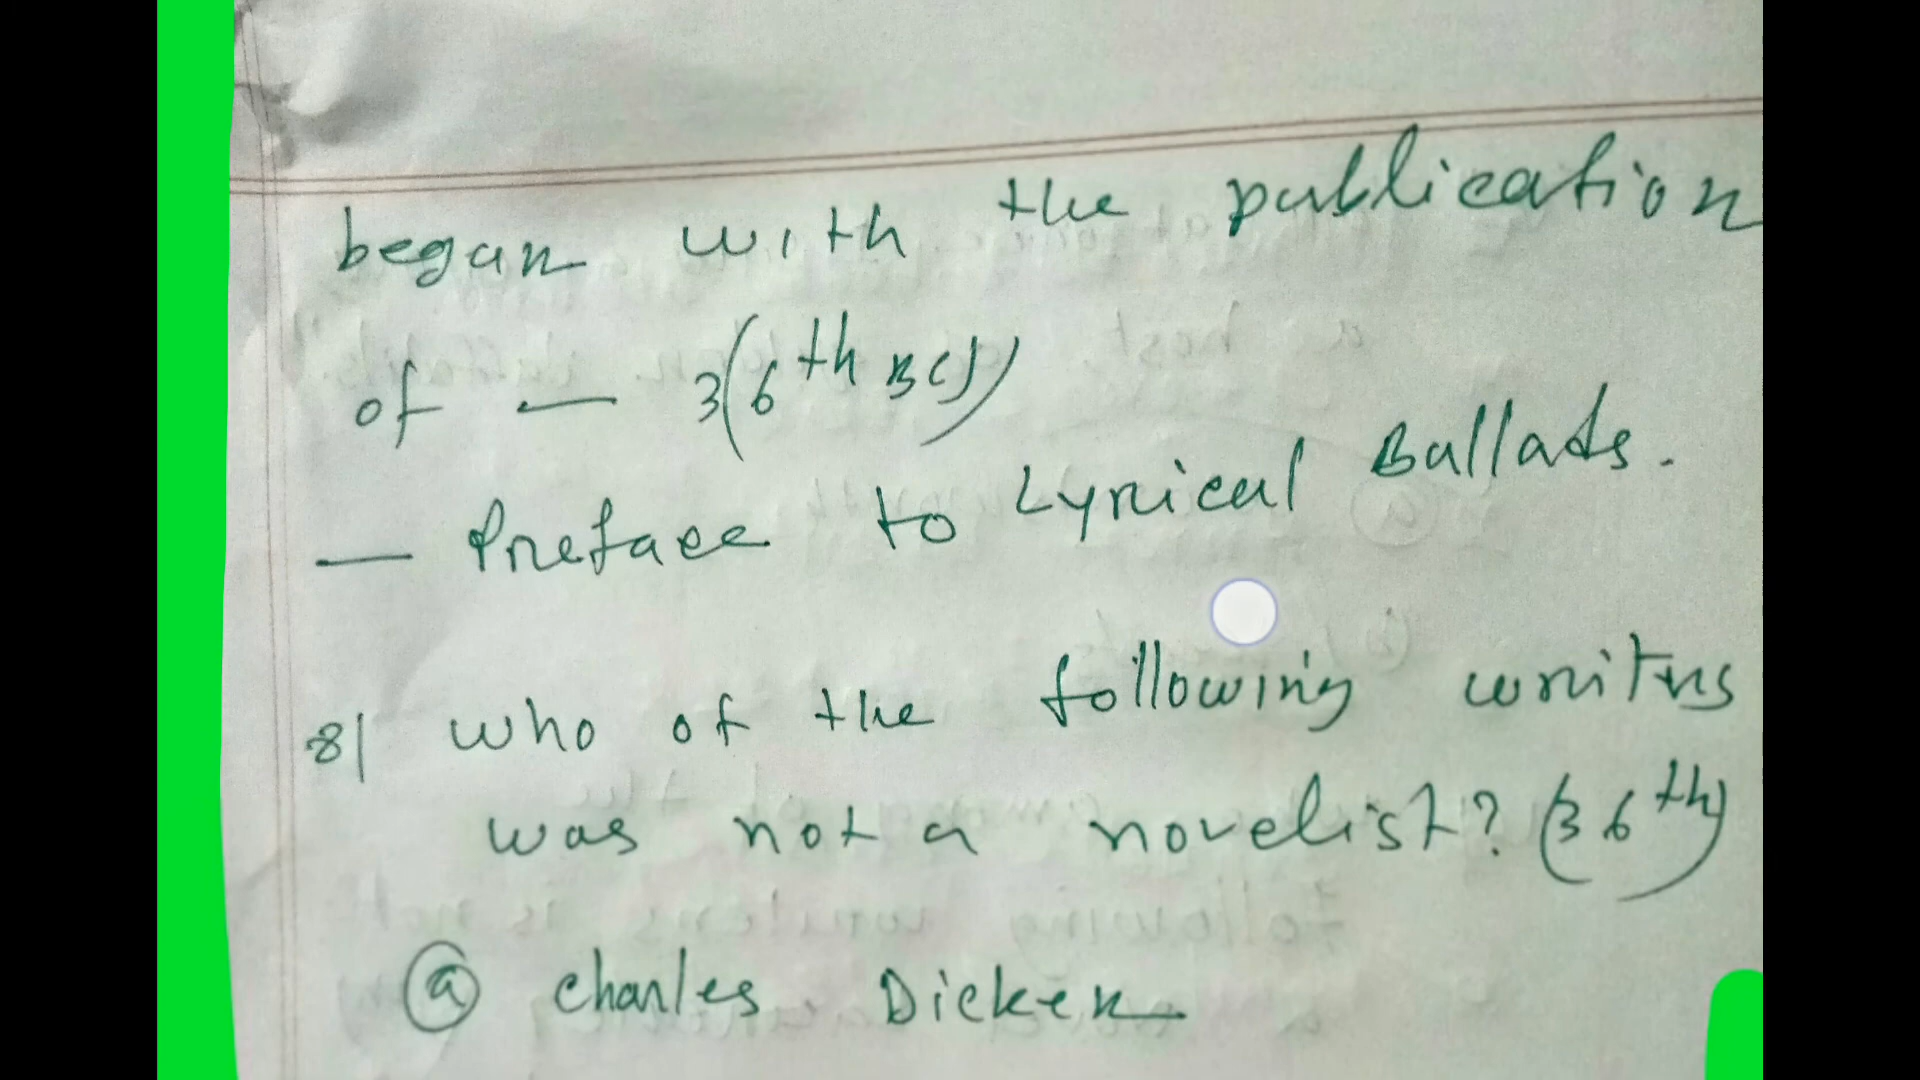 began with the publication
of — 3(6th BCS)
— Preface to Lyrical Ballads.
8| who of the following writers
was not a novelist? (36th)
(a) Charles Dicken